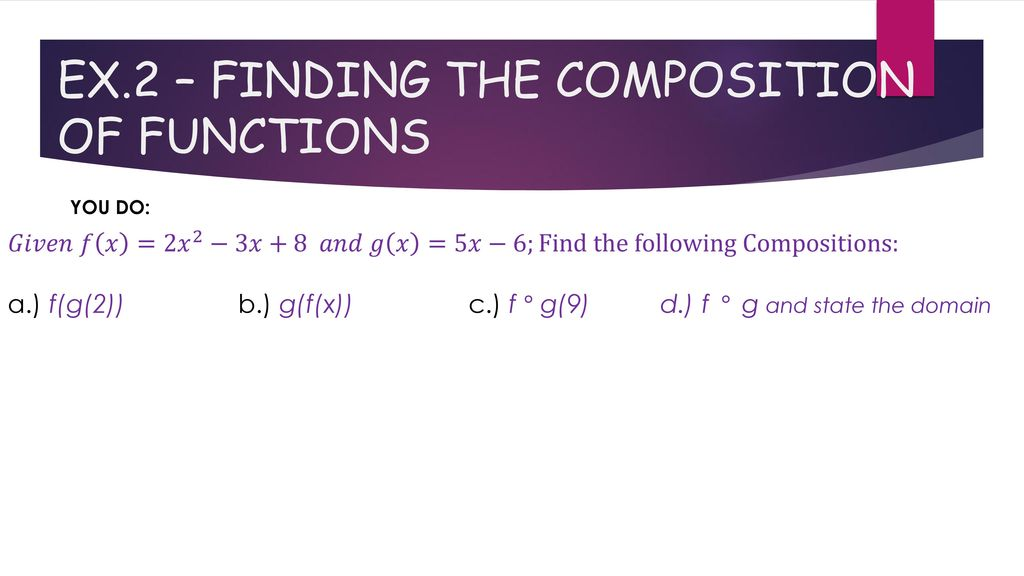 EX.2 – FINDING THE COMPOSITION
OF FUNCTIONS
YOU DO:
Given f(x) = 2x² − 3x + 8 and g(x) = 5x − 6; Find the following Compositions:
a.) f(g(2)) b.) g(f(x)) c.) f ° g(9) d.) f ° g and state the domain